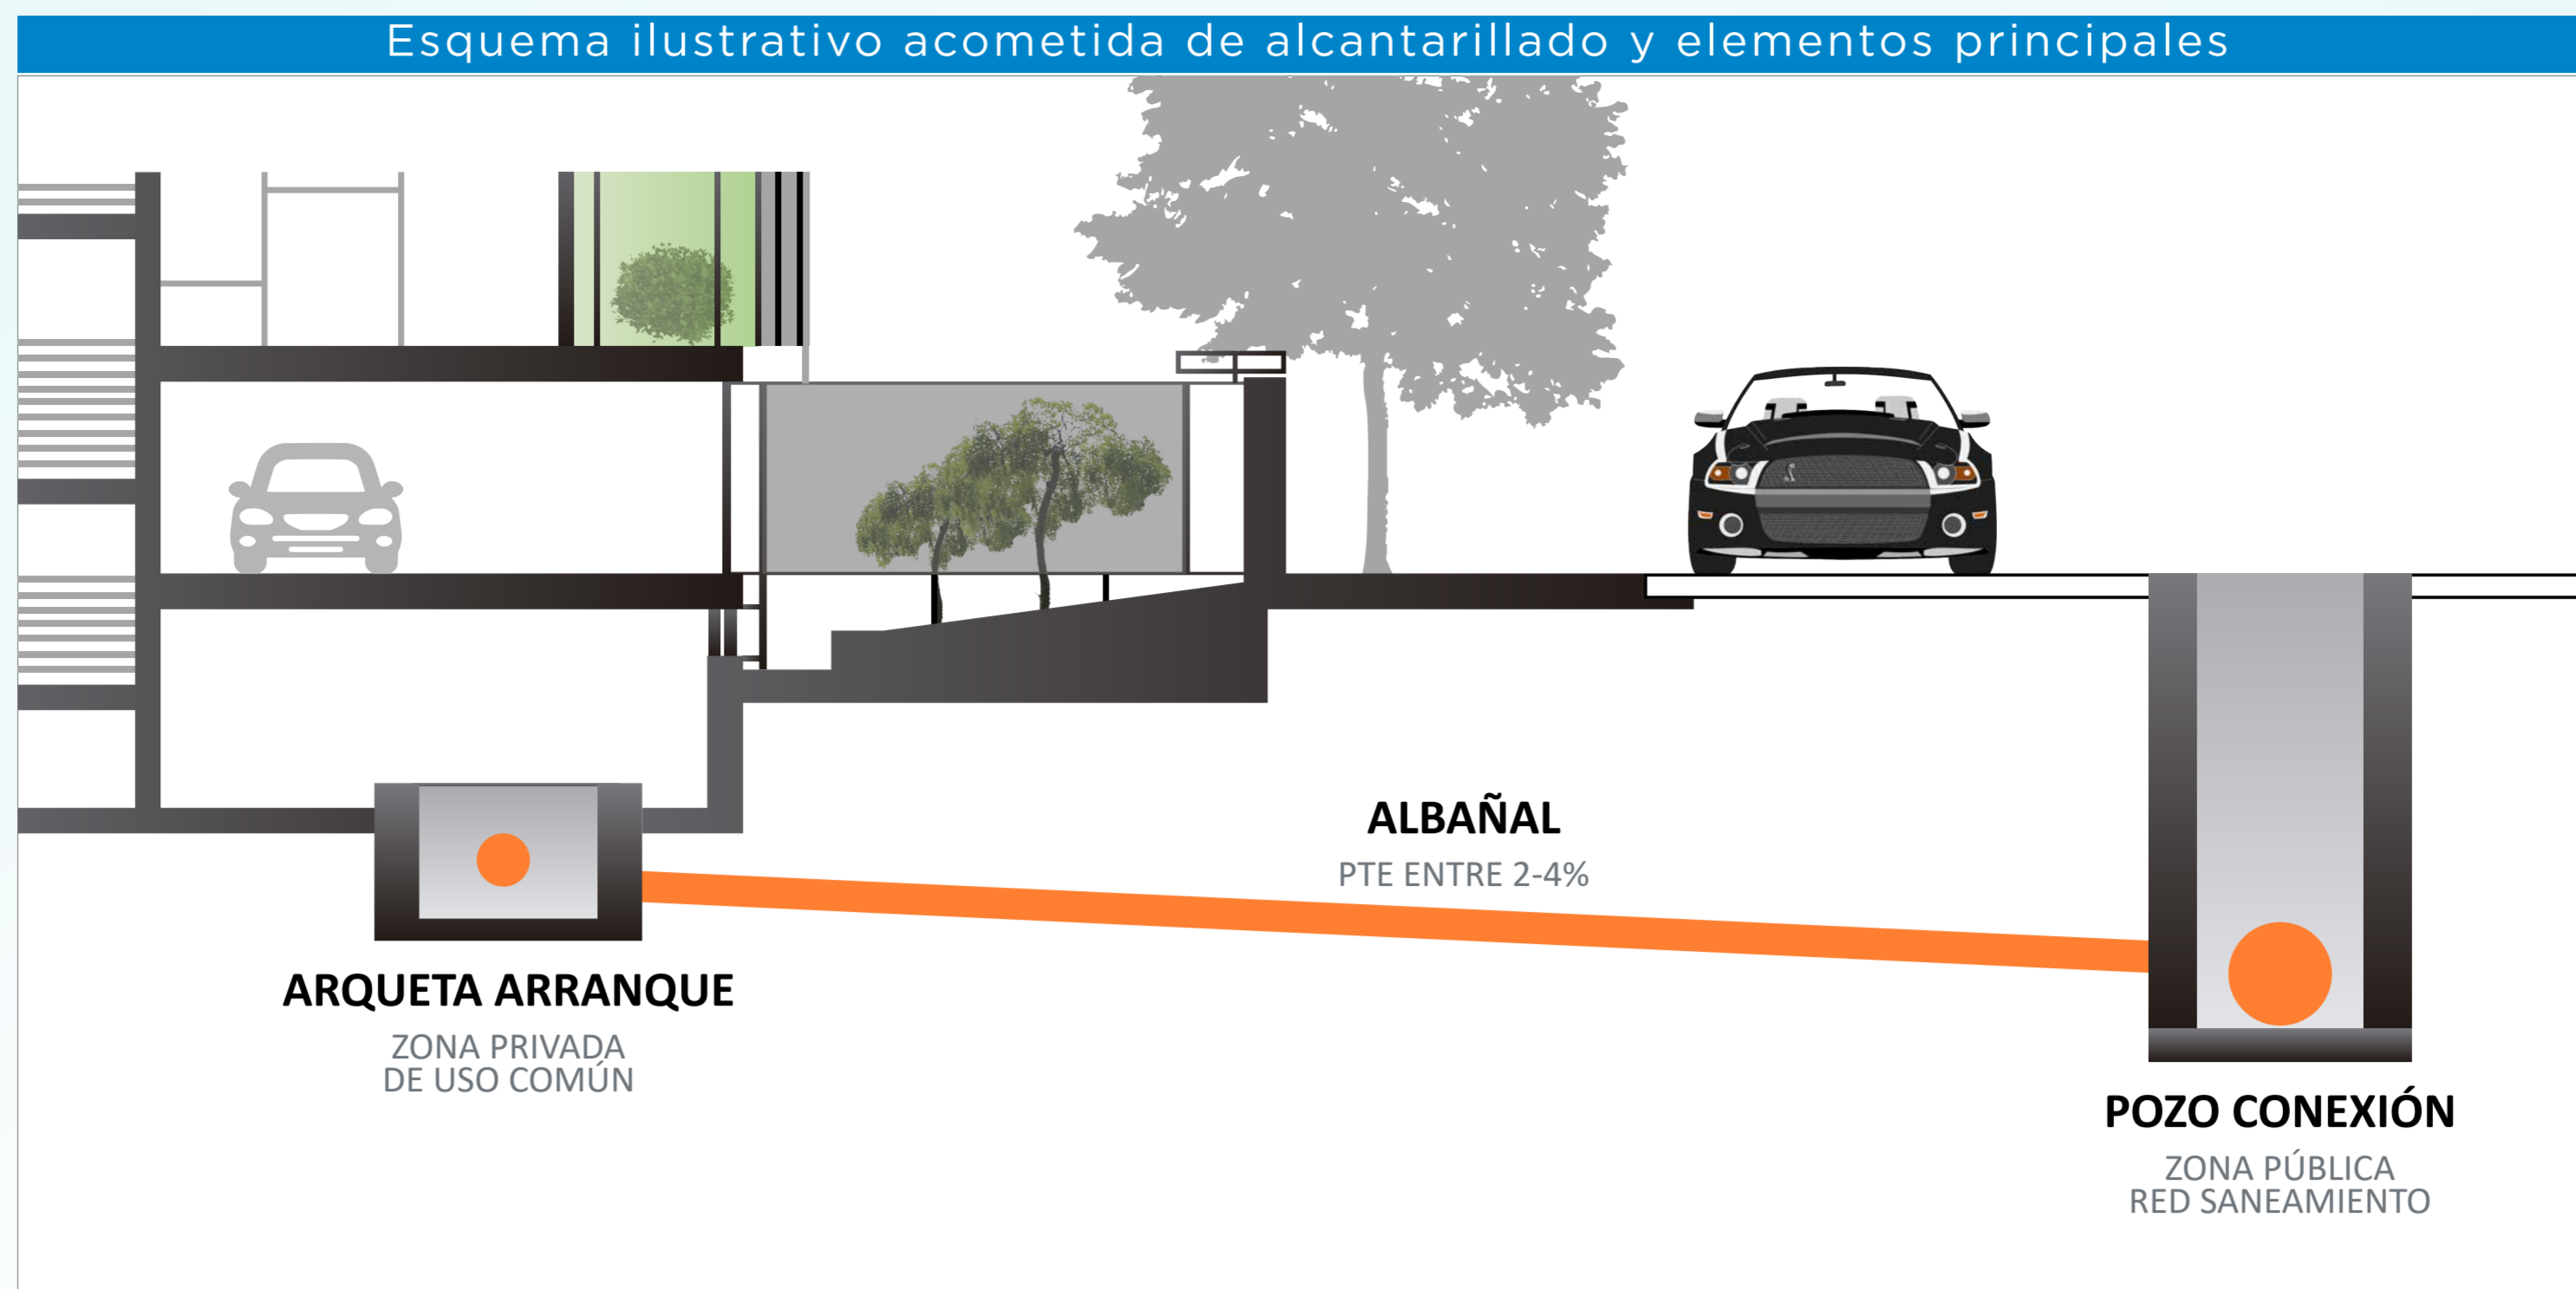 Esquema ilustrativo acometida de alcantarillado y elementos principales
ALBAÑAL
PTE ENTRE 2-4%
ARQUETA ARRANQUE
ZONA PRIVADA
DE USO COMÚN
POZO CONEXIÓN
ZONA PÚBLICA
RED SANEAMIENTO